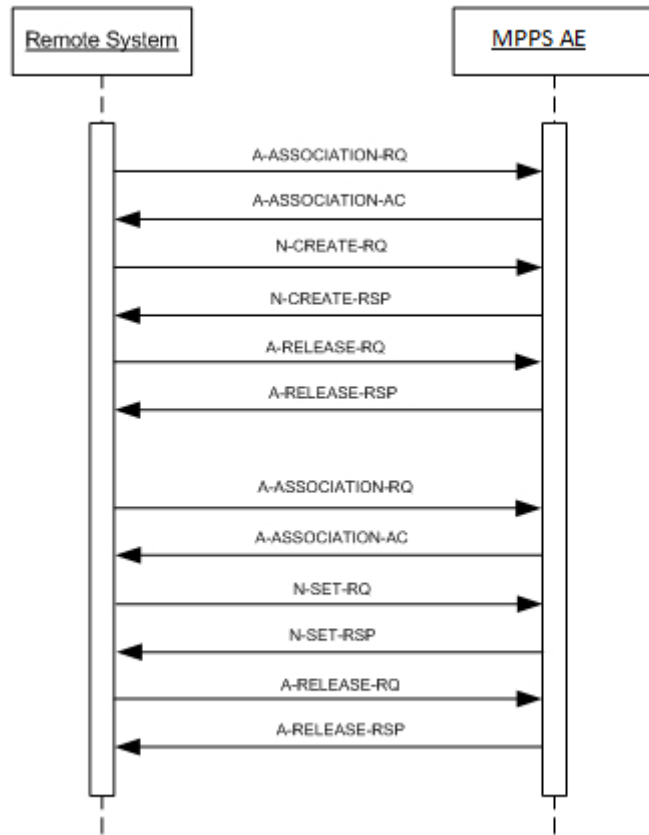 Remote System
MPPS AE
A-ASSOCIATION-RQ
A-ASSOCIATION-AC
N-CREATE-RQ
N-CREATE-RSP
A-RELEASE-RQ
A-RELEASE-RSP
A-ASSOCIATION-RQ
A-ASSOCIATION-AC
N-SET-RQ
N-SET-RSP
A-RELEASE-RQ
A-RELEASE-RSP